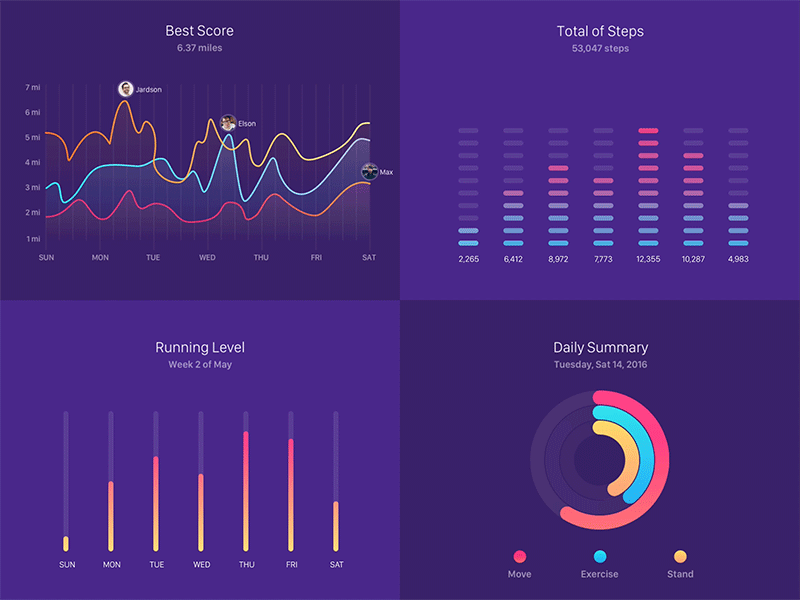 Best Score
6.37 miles
7 mi
6 mi
5 mi
4 mi
3 mi
2 mi
1 mi
Jardson
Elson
Max
SUN MON TUE WED THU FRI SAT
Total of Steps
53,047 steps
2,265 6,412 8,972 7,773 12,355 10,287 4,983
Running Level
Week 2 of May
SUN MON TUE WED THU FRI SAT
Daily Summary
Tuesday, Sat 14, 2016
Move Exercise Stand